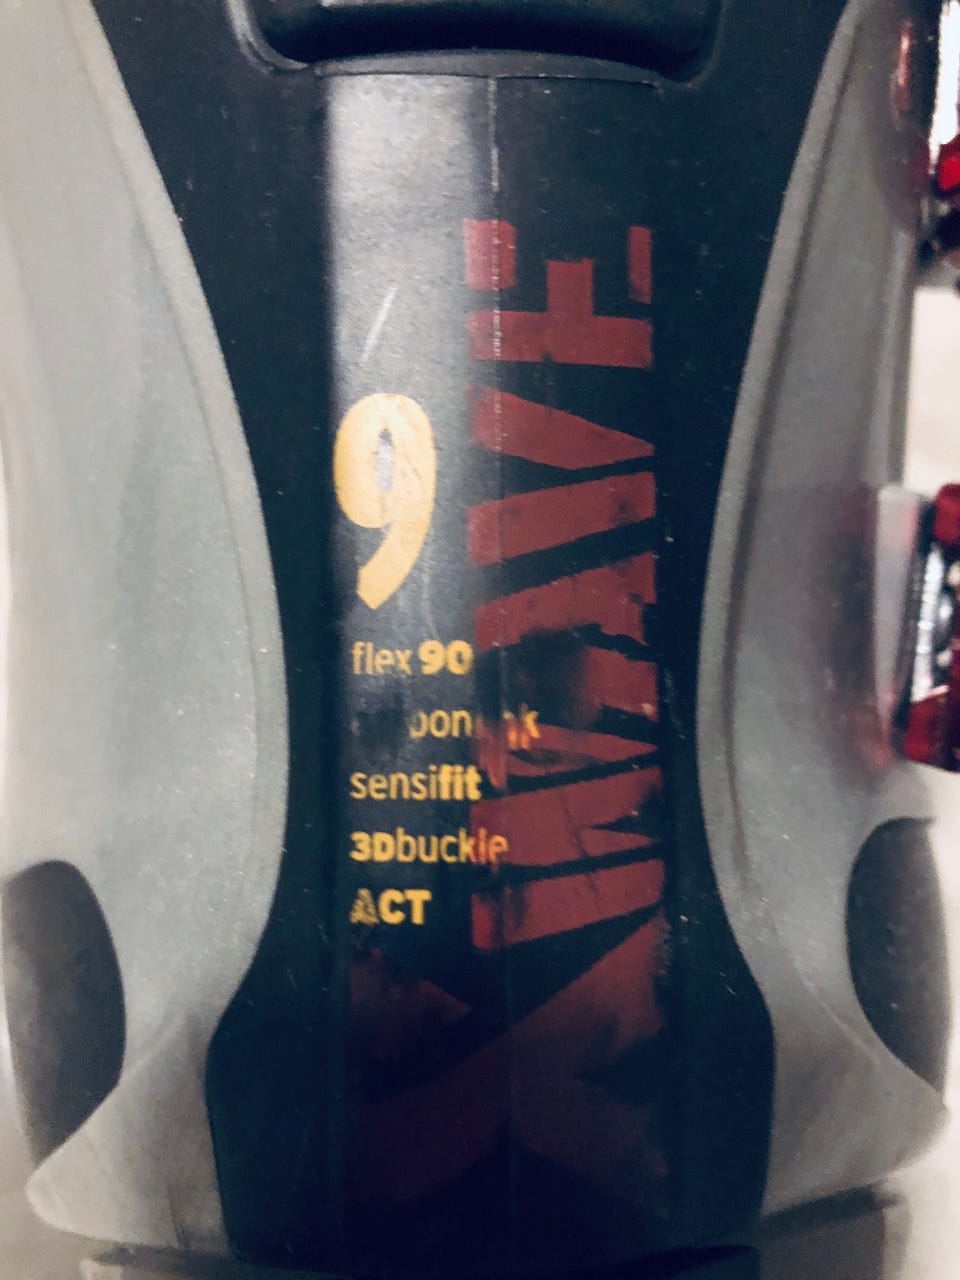 9
flex 90
sensifit
3Dbuckle
ACT
XWAVE